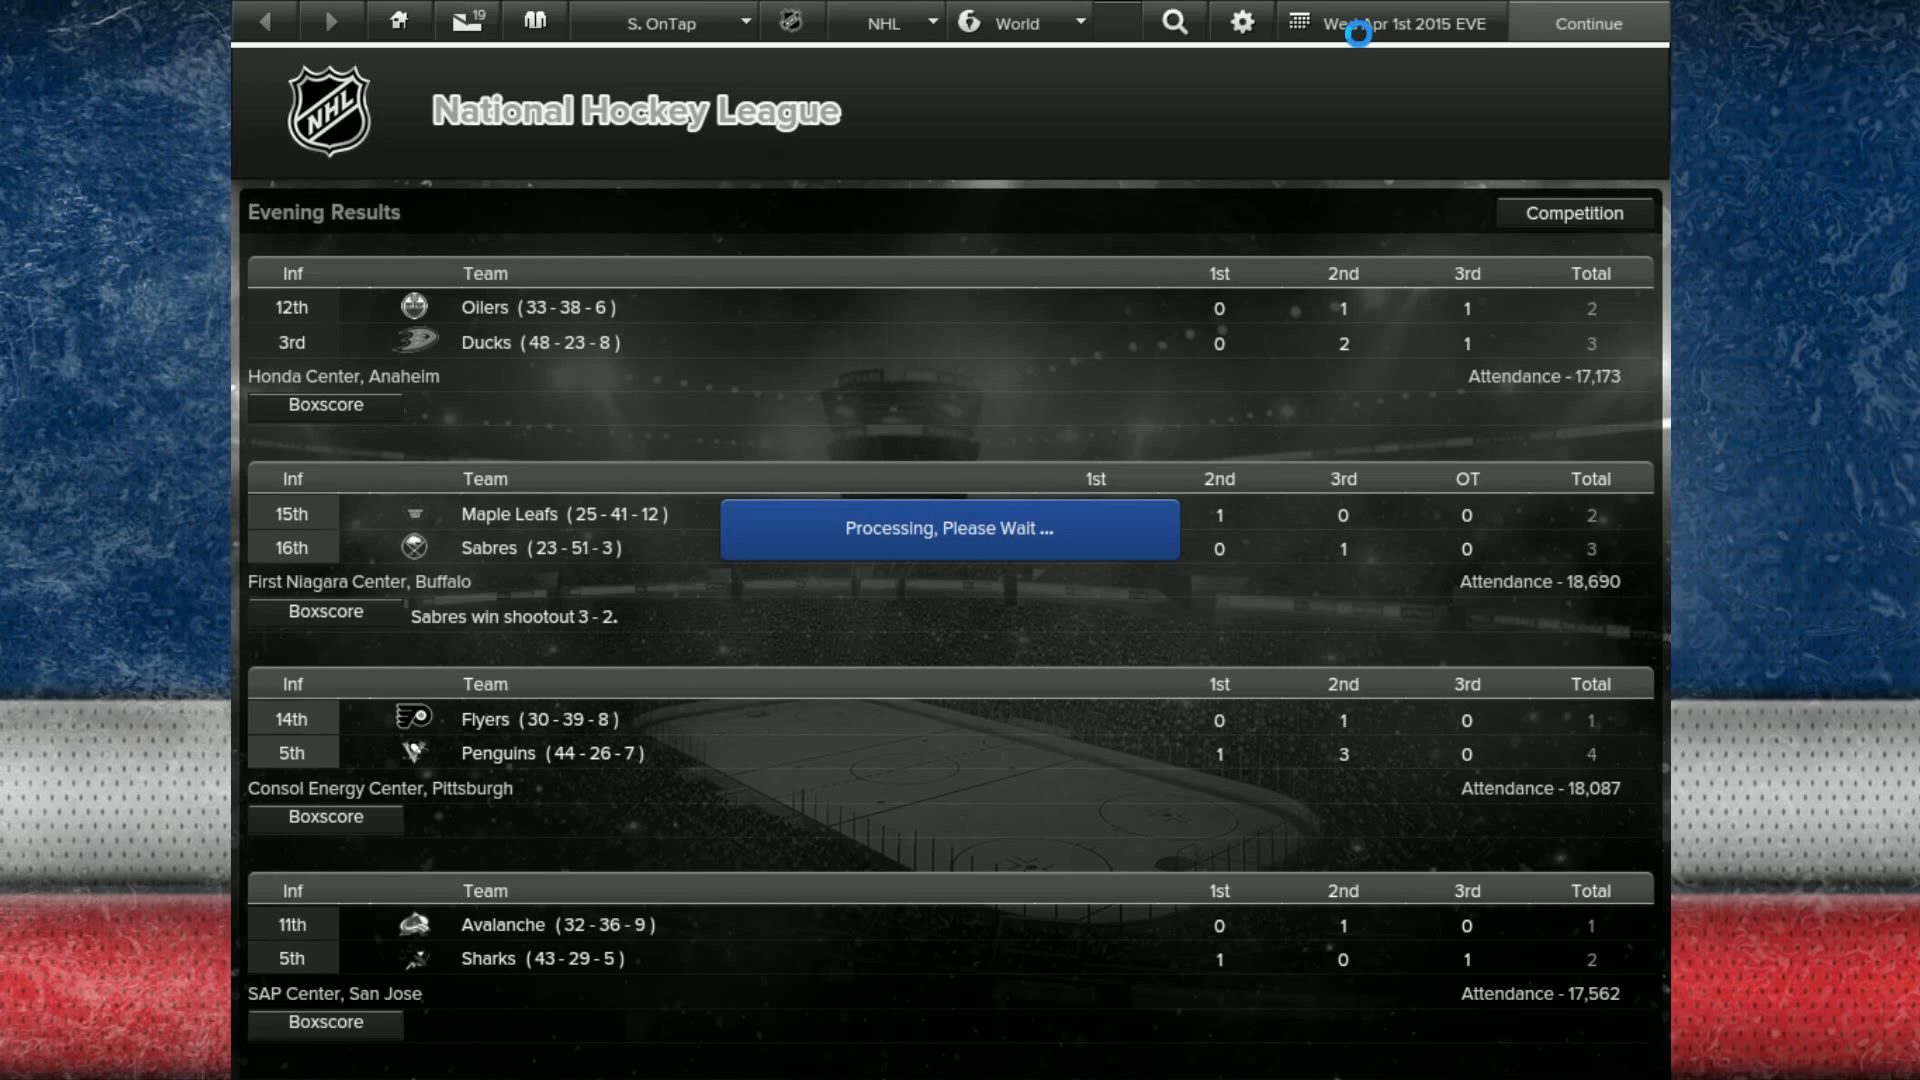 19
S. OnTap
NHL
World
Apr 1st 2015 EVE
Continue
NHL
National Hockey League
Evening Results
Competition
Inf Team 1st 2nd 3rd Total
12th Oilers ( 33 - 38 - 6 ) 0 1 1 2
3rd Ducks ( 48 - 23 - 8 ) 0 2 1 3
Honda Center, Anaheim Attendance - 17,173
Boxscore
Inf Team 1st 2nd 3rd OT Total
15th Maple Leafs ( 25 - 41 - 12 ) 1 0 0 2
16th Sabres ( 23 - 51 - 3 ) 0 1 0 3
Processing, Please Wait ...
First Niagara Center, Buffalo Attendance - 18,690
Boxscore Sabres win shootout 3 - 2.
Inf Team 1st 2nd 3rd Total
14th Flyers ( 30 - 39 - 8 ) 0 1 0 1
5th Penguins ( 44 - 26 - 7 ) 1 3 0 4
Consol Energy Center, Pittsburgh Attendance - 18,087
Boxscore
Inf Team 1st 2nd 3rd Total
11th Avalanche ( 32 - 36 - 9 ) 0 1 0 1
5th Sharks ( 43 - 29 - 5 ) 1 0 1 2
SAP Center, San Jose Attendance - 17,562
Boxscore